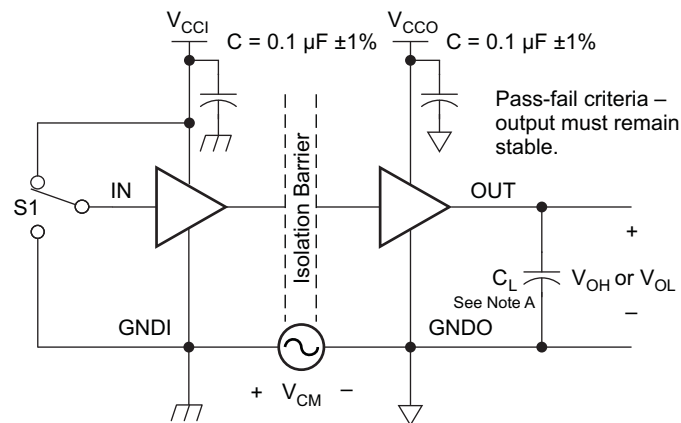 VCCI
C = 0.1 µF ±1%
VCCO
C = 0.1 µF ±1%
Pass-fail criteria –
output must remain
stable.
Isolation Barrier
IN
OUT
S1
+
CL
VOH or VOL
See Note A
–
GNDI
GNDO
+ VCM –